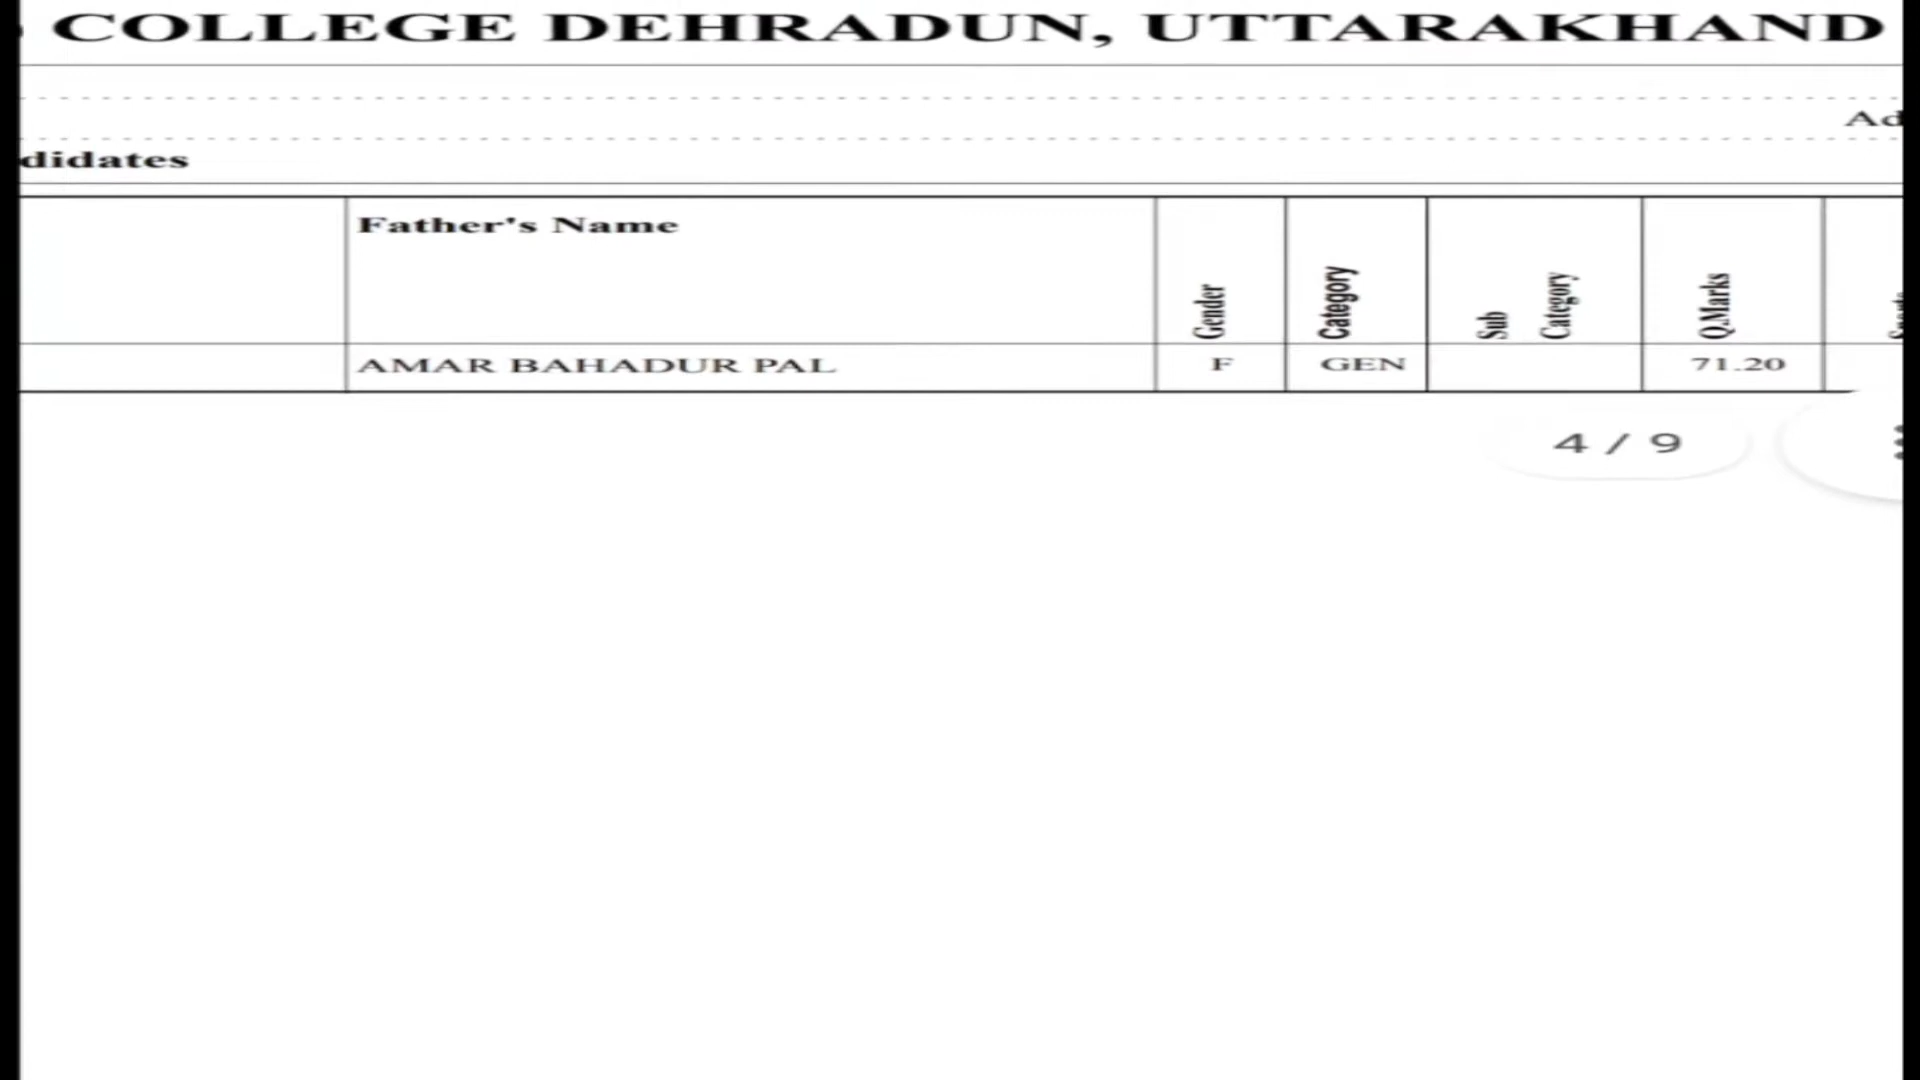 COLLEGE DEHRADUN, UTTARAKHAND
Ad
didates
Father's Name
Gender
Category
Sub Category
Q.Marks
AMAR BAHADUR PAL F GEN 71.20
4 / 9